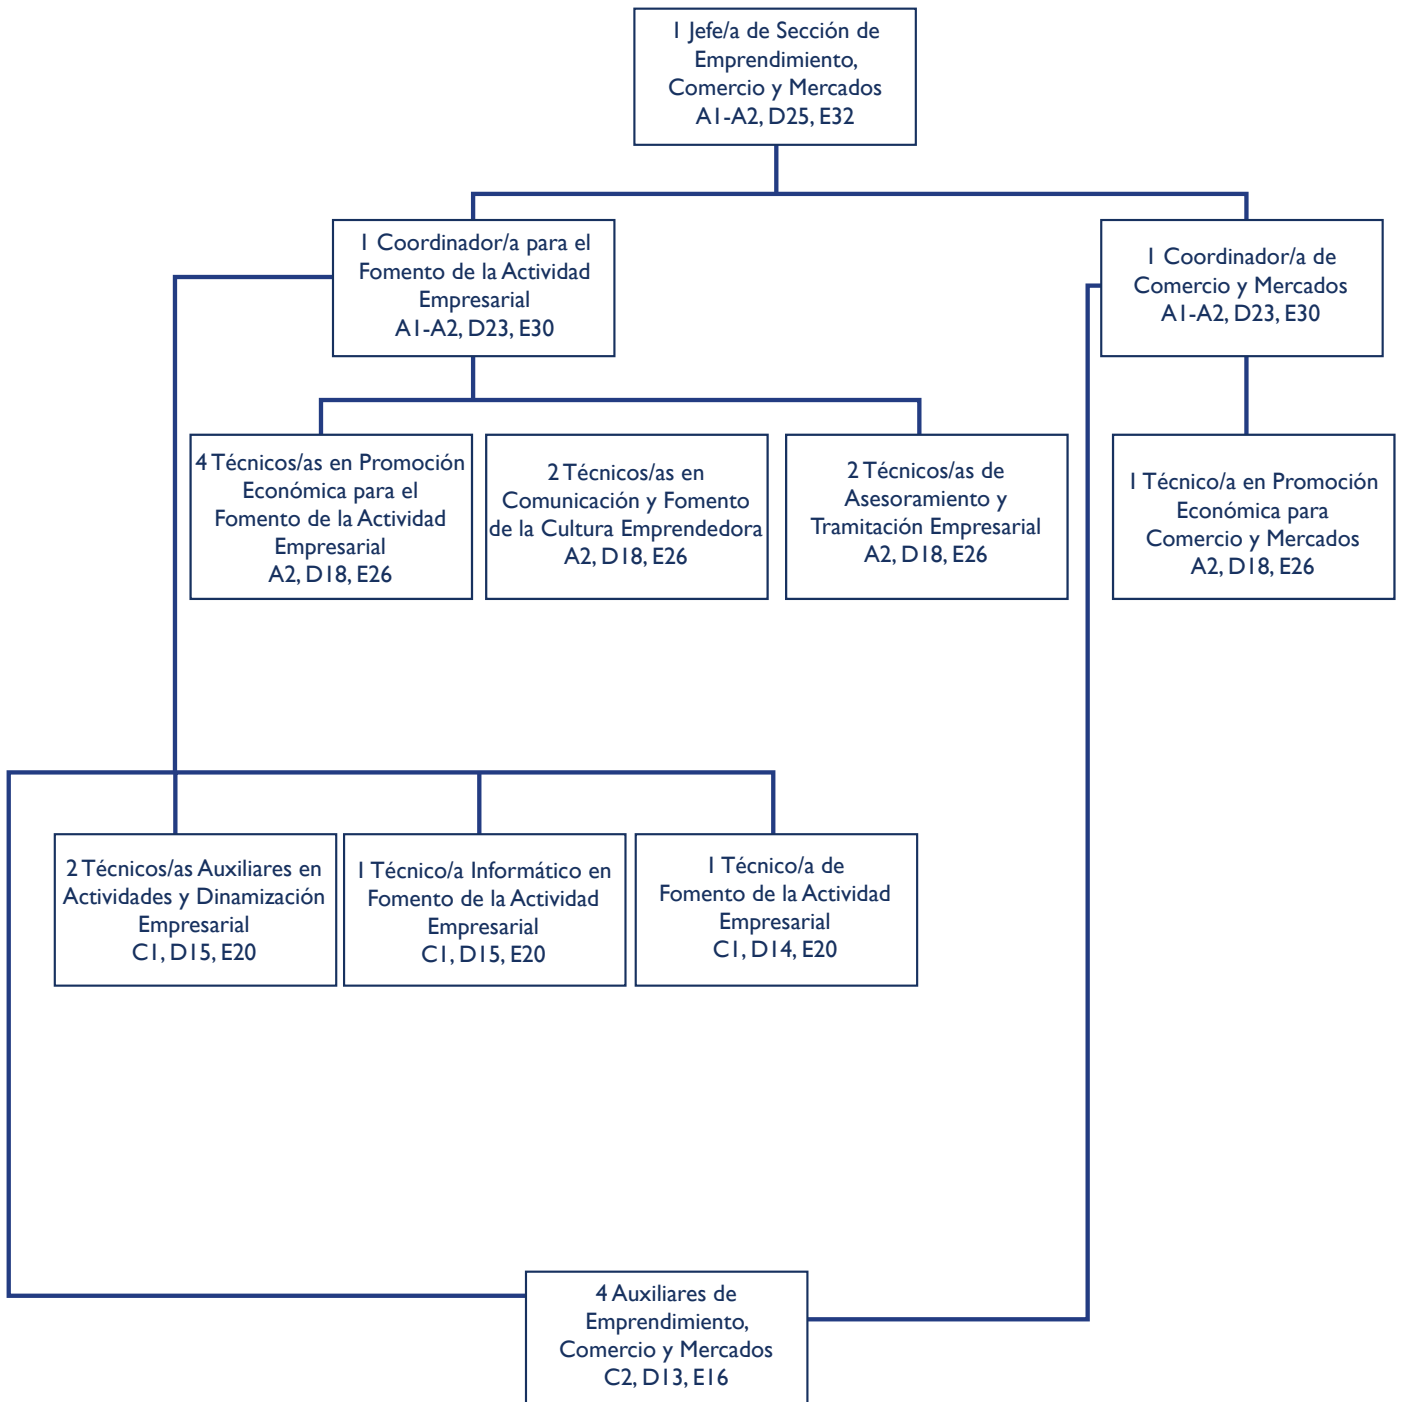 1 Jefe/a de Sección de
Emprendimiento,
Comercio y Mercados
A1-A2, D25, E32
1 Coordinador/a para el
Fomento de la Actividad
Empresarial
A1-A2, D23, E30
1 Coordinador/a de
Comercio y Mercados
A1-A2, D23, E30
4 Técnicos/as en Promoción
Económica para el
Fomento de la Actividad
Empresarial
A2, D18, E26
2 Técnicos/as en
Comunicación y Fomento
de la Cultura Emprendedora
A2, D18, E26
2 Técnicos/as de
Asesoramiento y
Tramitación Empresarial
A2, D18, E26
1 Técnico/a en Promoción
Económica para
Comercio y Mercados
A2, D18, E26
2 Técnicos/as Auxiliares en
Actividades y Dinamización
Empresarial
C1, D15, E20
1 Técnico/a Informático en
Fomento de la Actividad
Empresarial
C1, D15, E20
1 Técnico/a de
Fomento de la Actividad
Empresarial
C1, D14, E20
4 Auxiliares de
Emprendimiento,
Comercio y Mercados
C2, D13, E16